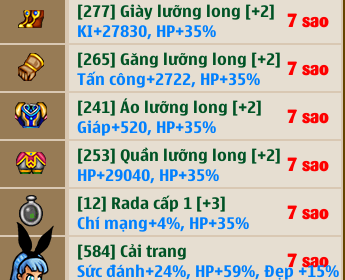 [277] Giày lưỡng long [+2]
KI+27830, HP+35%
7 sao
[265] Găng lưỡng long [+2]
Tấn công+2722, HP+35%
7 sao
[241] Áo lưỡng long [+2]
Giáp+520, HP+35%
7 sao
[253] Quần lưỡng long [+2]
HP+29040, HP+35%
7 sao
[12] Rada cấp 1 [+3]
Chí mạng+4%, HP+35%
7 sao
[584] Cải trang
Sức đánh+24%, HP+59%, Đẹp +15%
7 sao